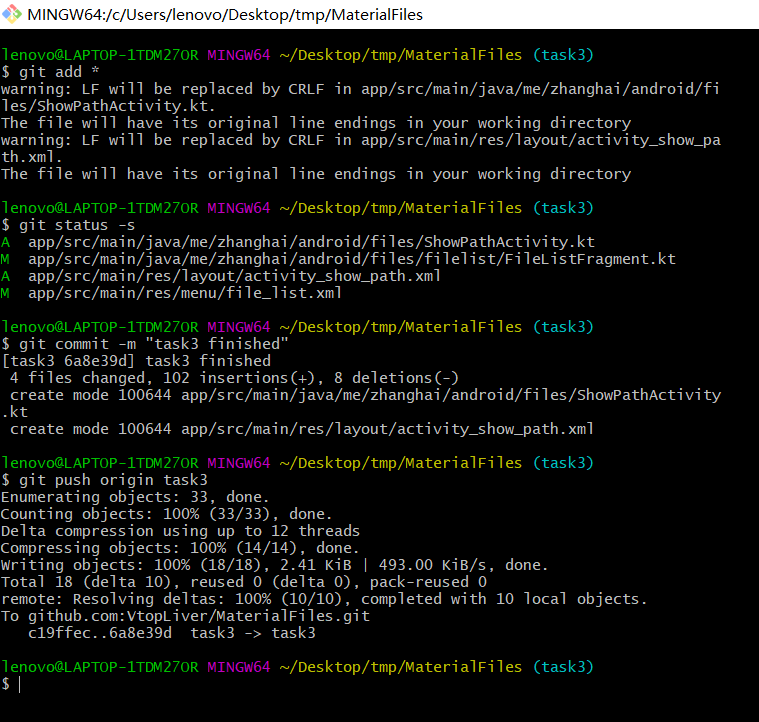 MINGW64:/c/Users/lenovo/Desktop/tmp/MaterialFiles
lenovo@LAPTOP-1TDM27OR MINGW64 ~/Desktop/tmp/MaterialFiles (task3)
$ git add *
warning: LF will be replaced by CRLF in app/src/main/java/me/zhanghai/android/fi
les/ShowPathActivity.kt.
The file will have its original line endings in your working directory
warning: LF will be replaced by CRLF in app/src/main/res/layout/activity_show_pa
th.xml.
The file will have its original line endings in your working directory
lenovo@LAPTOP-1TDM27OR MINGW64 ~/Desktop/tmp/MaterialFiles (task3)
$ git status -s
A  app/src/main/java/me/zhanghai/android/files/ShowPathActivity.kt
M  app/src/main/java/me/zhanghai/android/files/filelist/FileListFragment.kt
A  app/src/main/res/layout/activity_show_path.xml
M  app/src/main/res/menu/file_list.xml
lenovo@LAPTOP-1TDM27OR MINGW64 ~/Desktop/tmp/MaterialFiles (task3)
$ git commit -m "task3 finished"
[task3 6a8e39d] task3 finished
 4 files changed, 102 insertions(+), 8 deletions(-)
 create mode 100644 app/src/main/java/me/zhanghai/android/files/ShowPathActivity
.kt
 create mode 100644 app/src/main/res/layout/activity_show_path.xml
lenovo@LAPTOP-1TDM27OR MINGW64 ~/Desktop/tmp/MaterialFiles (task3)
$ git push origin task3
Enumerating objects: 33, done.
Counting objects: 100% (33/33), done.
Delta compression using up to 12 threads
Compressing objects: 100% (14/14), done.
Writing objects: 100% (18/18), 2.41 KiB | 493.00 KiB/s, done.
Total 18 (delta 10), reused 0 (delta 0), pack-reused 0
remote: Resolving deltas: 100% (10/10), completed with 10 local objects.
To github.com:VtopLiver/MaterialFiles.git
   c19ffec..6a8e39d  task3 -> task3
lenovo@LAPTOP-1TDM27OR MINGW64 ~/Desktop/tmp/MaterialFiles (task3)
$